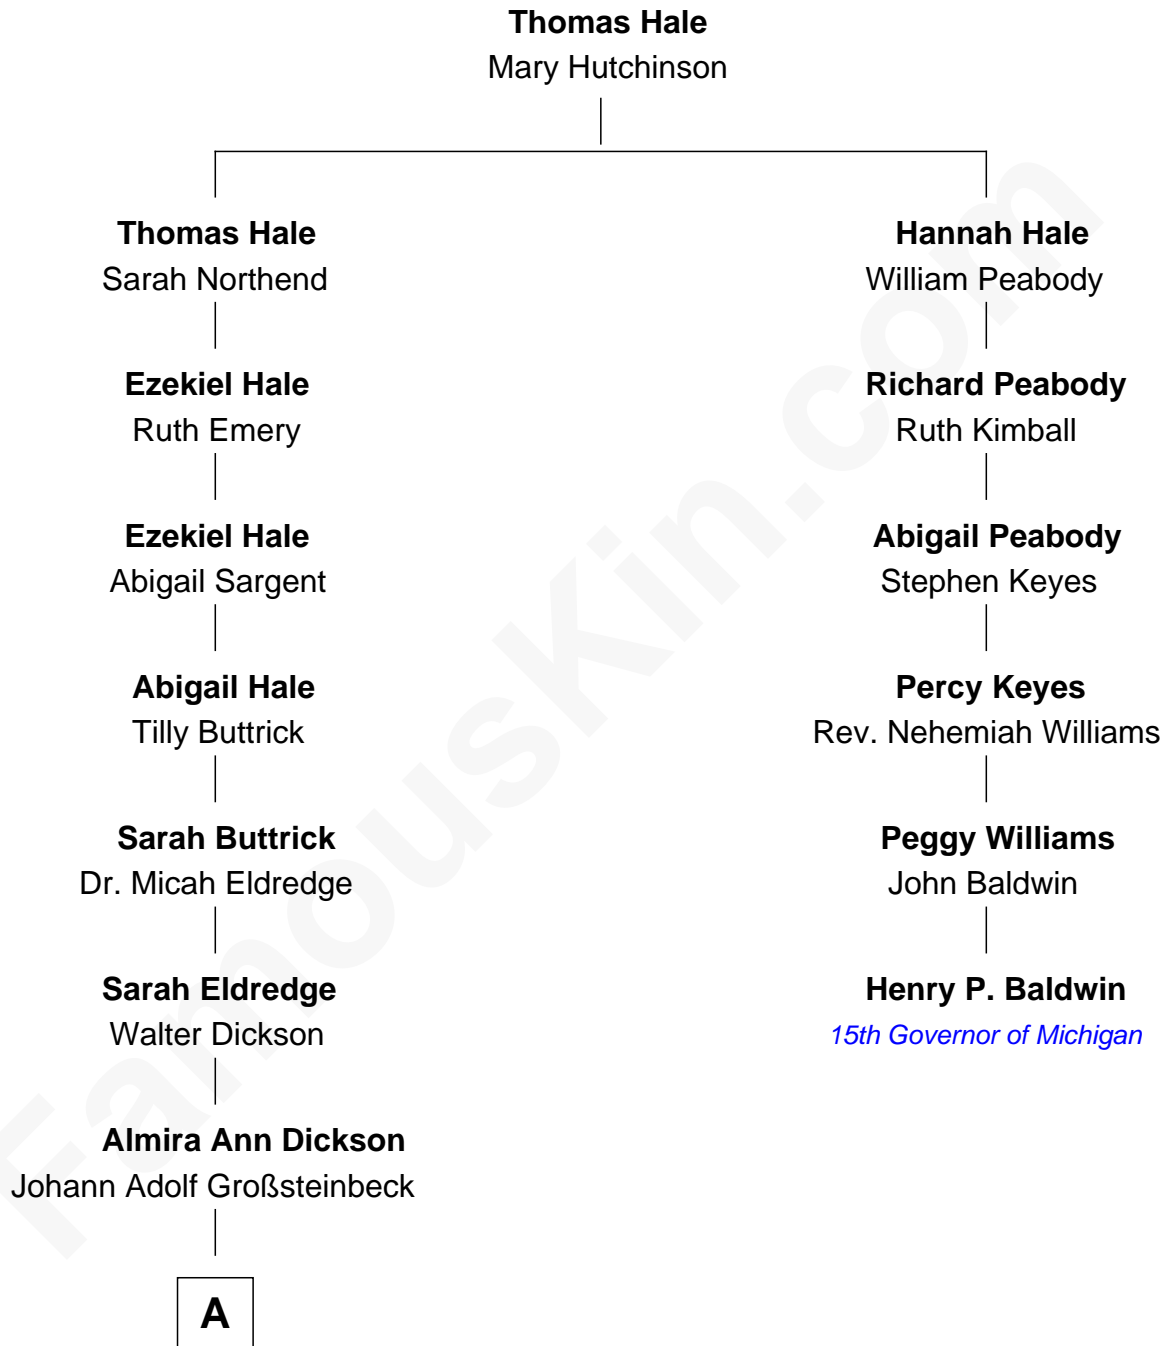 Thomas Hale
Mary Hutchinson
Thomas Hale
Sarah Northend
Hannah Hale
William Peabody
Ezekiel Hale
Ruth Emery
Richard Peabody
Ruth Kimball
Ezekiel Hale
Abigail Sargent
Abigail Peabody
Stephen Keyes
Abigail Hale
Tilly Buttrick
Percy Keyes
Rev. Nehemiah Williams
Sarah Buttrick
Dr. Micah Eldredge
Peggy Williams
John Baldwin
Sarah Eldredge
Walter Dickson
Henry P. Baldwin
15th Governor of Michigan
Almira Ann Dickson
Johann Adolf Großsteinbeck
A
FamousKin.com